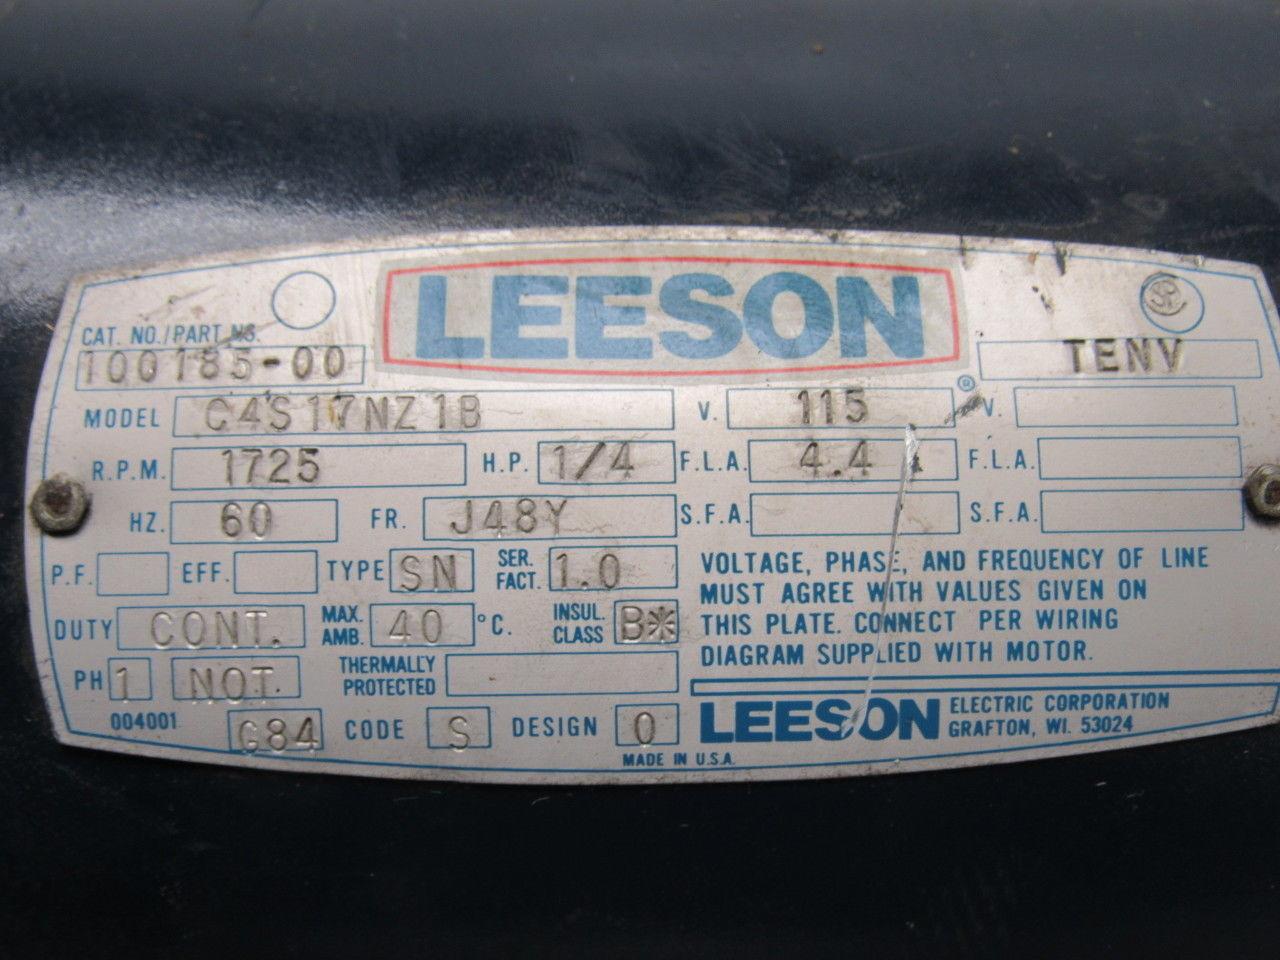 LEESON ®
SP
CAT. NO./PART NO.
100185-00
TENV
MODEL C4S17NZ1B V. 115 V.
R.P.M. 1725 H.P. 1/4 F.L.A. 4.4 F.L.A.
HZ. 60 FR. J48Y S.F.A. S.F.A.
P.F. EFF. TYPE SN SER. FACT. 1.0
DUTY CONT. MAX. AMB. 40 °C. INSUL. CLASS B*
PH 1 NOT THERMALLY PROTECTED
004001 G84 CODE S DESIGN O
VOLTAGE, PHASE, AND FREQUENCY OF LINE
MUST AGREE WITH VALUES GIVEN ON
THIS PLATE. CONNECT PER WIRING
DIAGRAM SUPPLIED WITH MOTOR.
LEESON ELECTRIC CORPORATION
GRAFTON, WI. 53024
MADE IN U.S.A.